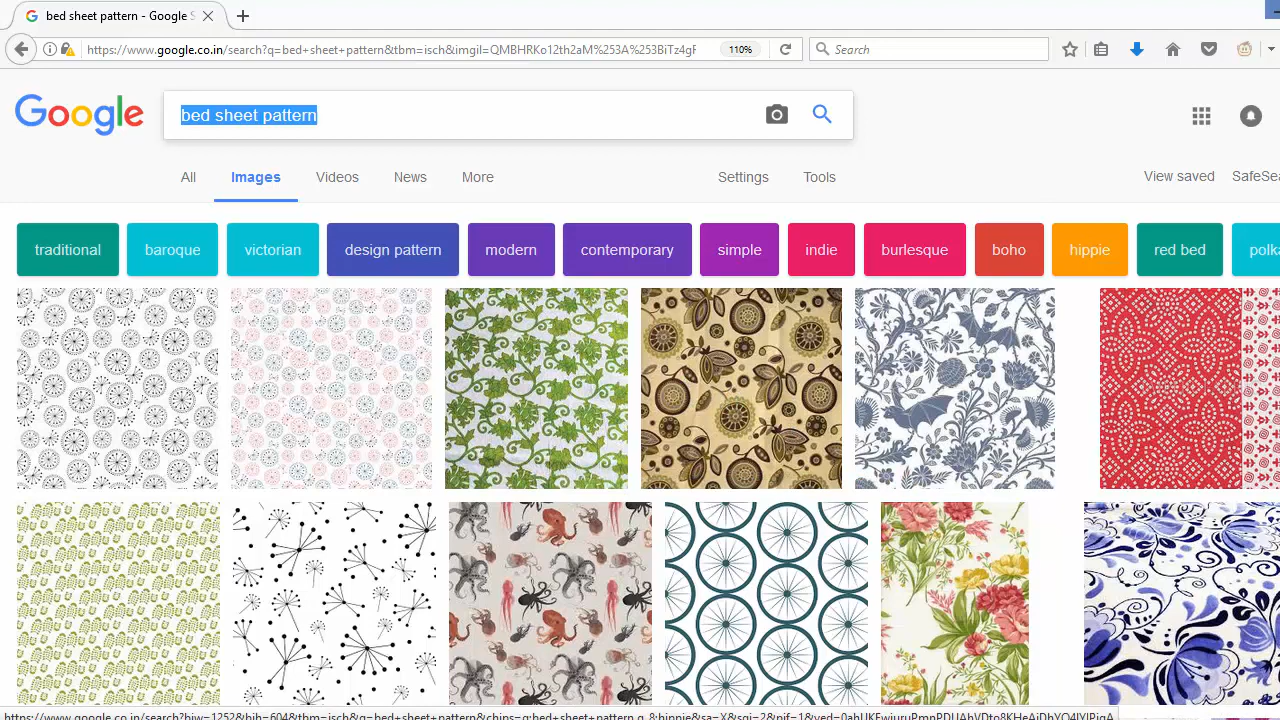 bed sheet pattern - Google S
https://www.google.co.in/search?q=bed+sheet+pattern&tbm=isch&imgil=QMBHRKo12th2aM%253A%253BiTz4gF
110%
Search
Google
bed sheet pattern
All
Images
Videos
News
More
Settings
Tools
View saved
SafeSea
traditional
baroque
victorian
design pattern
modern
contemporary
simple
indie
burlesque
boho
hippie
red bed
polka